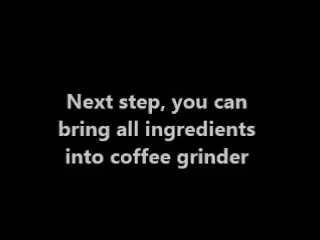 Next step, you can
bring all ingredients
into coffee grinder